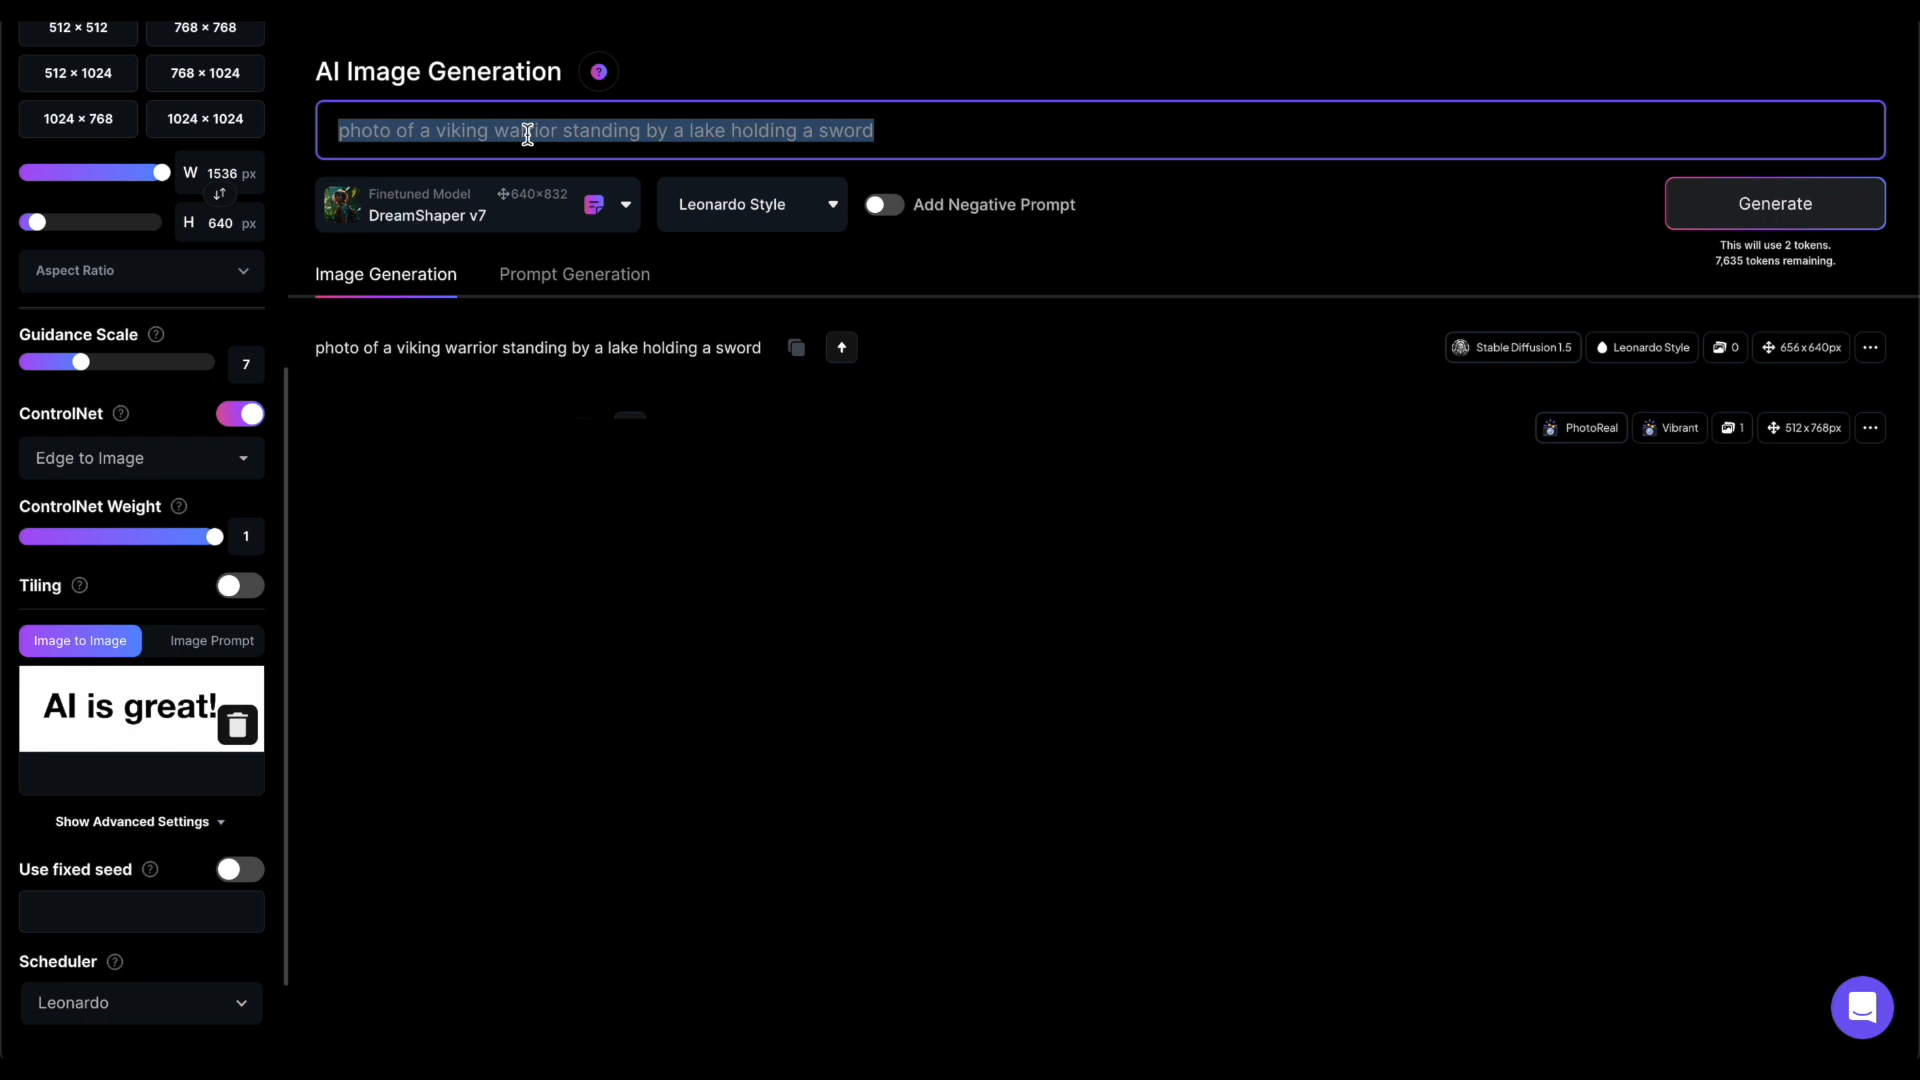 512 × 512
768 × 768
512 × 1024
768 × 1024
1024 × 768
1024 × 1024
W 1536 px
H 640 px
Aspect Ratio
Guidance Scale ?
7
ControlNet ?
Edge to Image
ControlNet Weight ?
1
Tiling ?
Image to Image
Image Prompt
AI is great!
Show Advanced Settings
Use fixed seed ?
Scheduler ?
Leonardo
AI Image Generation ?
photo of a viking warrior standing by a lake holding a sword
Finetuned Model 640×832
DreamShaper v7
Leonardo Style
Add Negative Prompt
Generate
This will use 2 tokens.
7,635 tokens remaining.
Image Generation
Prompt Generation
photo of a viking warrior standing by a lake holding a sword
Stable Diffusion 1.5
Leonardo Style
0
656 x 640px
PhotoReal
Vibrant
1
512 x 768px